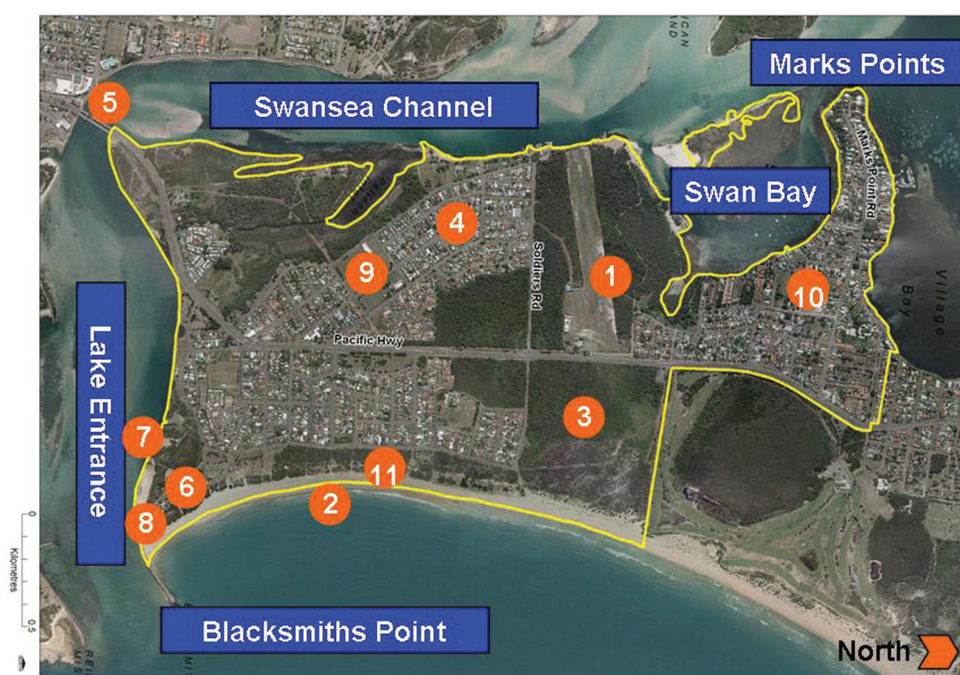 Marks Points
Swansea Channel
5
Marks Point Rd
Swan Bay
4
Soldiers Rd
9
1
10
Village
Bay
Pacific Hwy
Lake Entrance
3
7
11
6
2
8
0
Kilometres
0.5
Blacksmiths Point
North